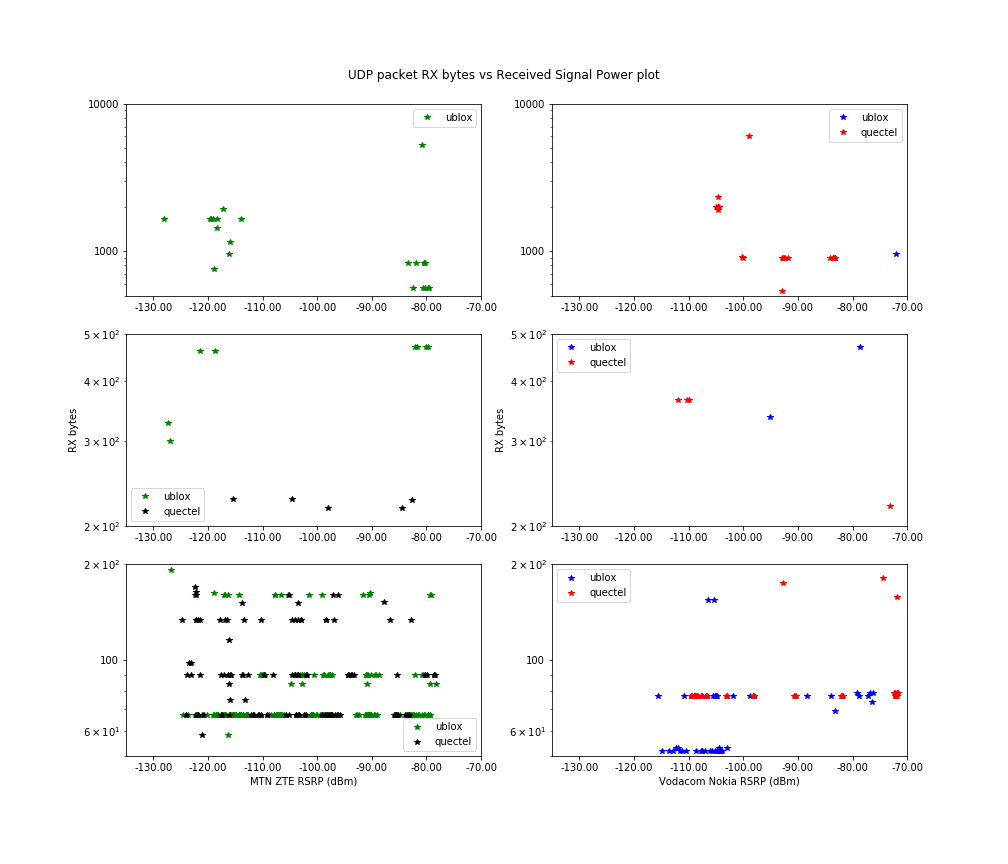 UDP packet RX bytes vs Received Signal Power plot
10000
1000
-130.00 -120.00 -110.00 -100.00 -90.00 -80.00 -70.00
ublox
-130.00 -120.00 -110.00 -100.00 -90.00 -80.00 -70.00
ublox
quectel
RX bytes
5 × 10²
4 × 10²
3 × 10²
2 × 10²
-130.00 -120.00 -110.00 -100.00 -90.00 -80.00 -70.00
ublox
quectel
RX bytes
5 × 10²
4 × 10²
3 × 10²
2 × 10²
-130.00 -120.00 -110.00 -100.00 -90.00 -80.00 -70.00
ublox
quectel
2 × 10²
100
6 × 10¹
-130.00 -120.00 -110.00 -100.00 -90.00 -80.00 -70.00
MTN ZTE RSRP (dBm)
ublox
quectel
2 × 10²
100
6 × 10¹
-130.00 -120.00 -110.00 -100.00 -90.00 -80.00 -70.00
Vodacom Nokia RSRP (dBm)
ublox
quectel
10000
1000